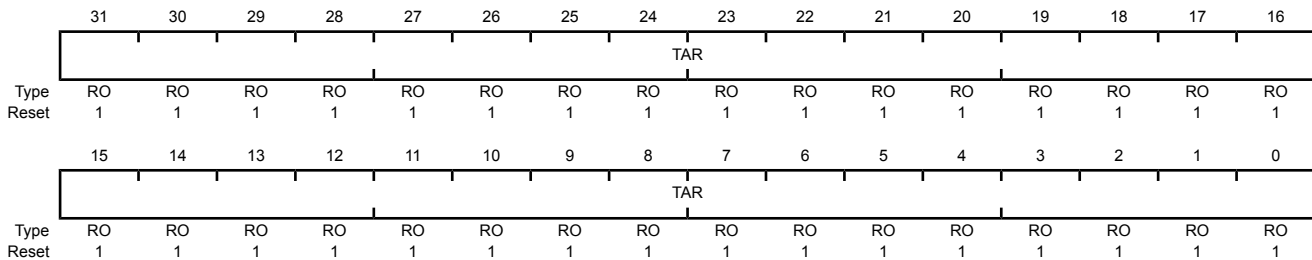 31 30 29 28 27 26 25 24 23 22 21 20 19 18 17 16
TAR
Type RO RO RO RO RO RO RO RO RO RO RO RO RO RO RO RO
Reset 1 1 1 1 1 1 1 1 1 1 1 1 1 1 1 1
15 14 13 12 11 10 9 8 7 6 5 4 3 2 1 0
TAR
Type RO RO RO RO RO RO RO RO RO RO RO RO RO RO RO RO
Reset 1 1 1 1 1 1 1 1 1 1 1 1 1 1 1 1